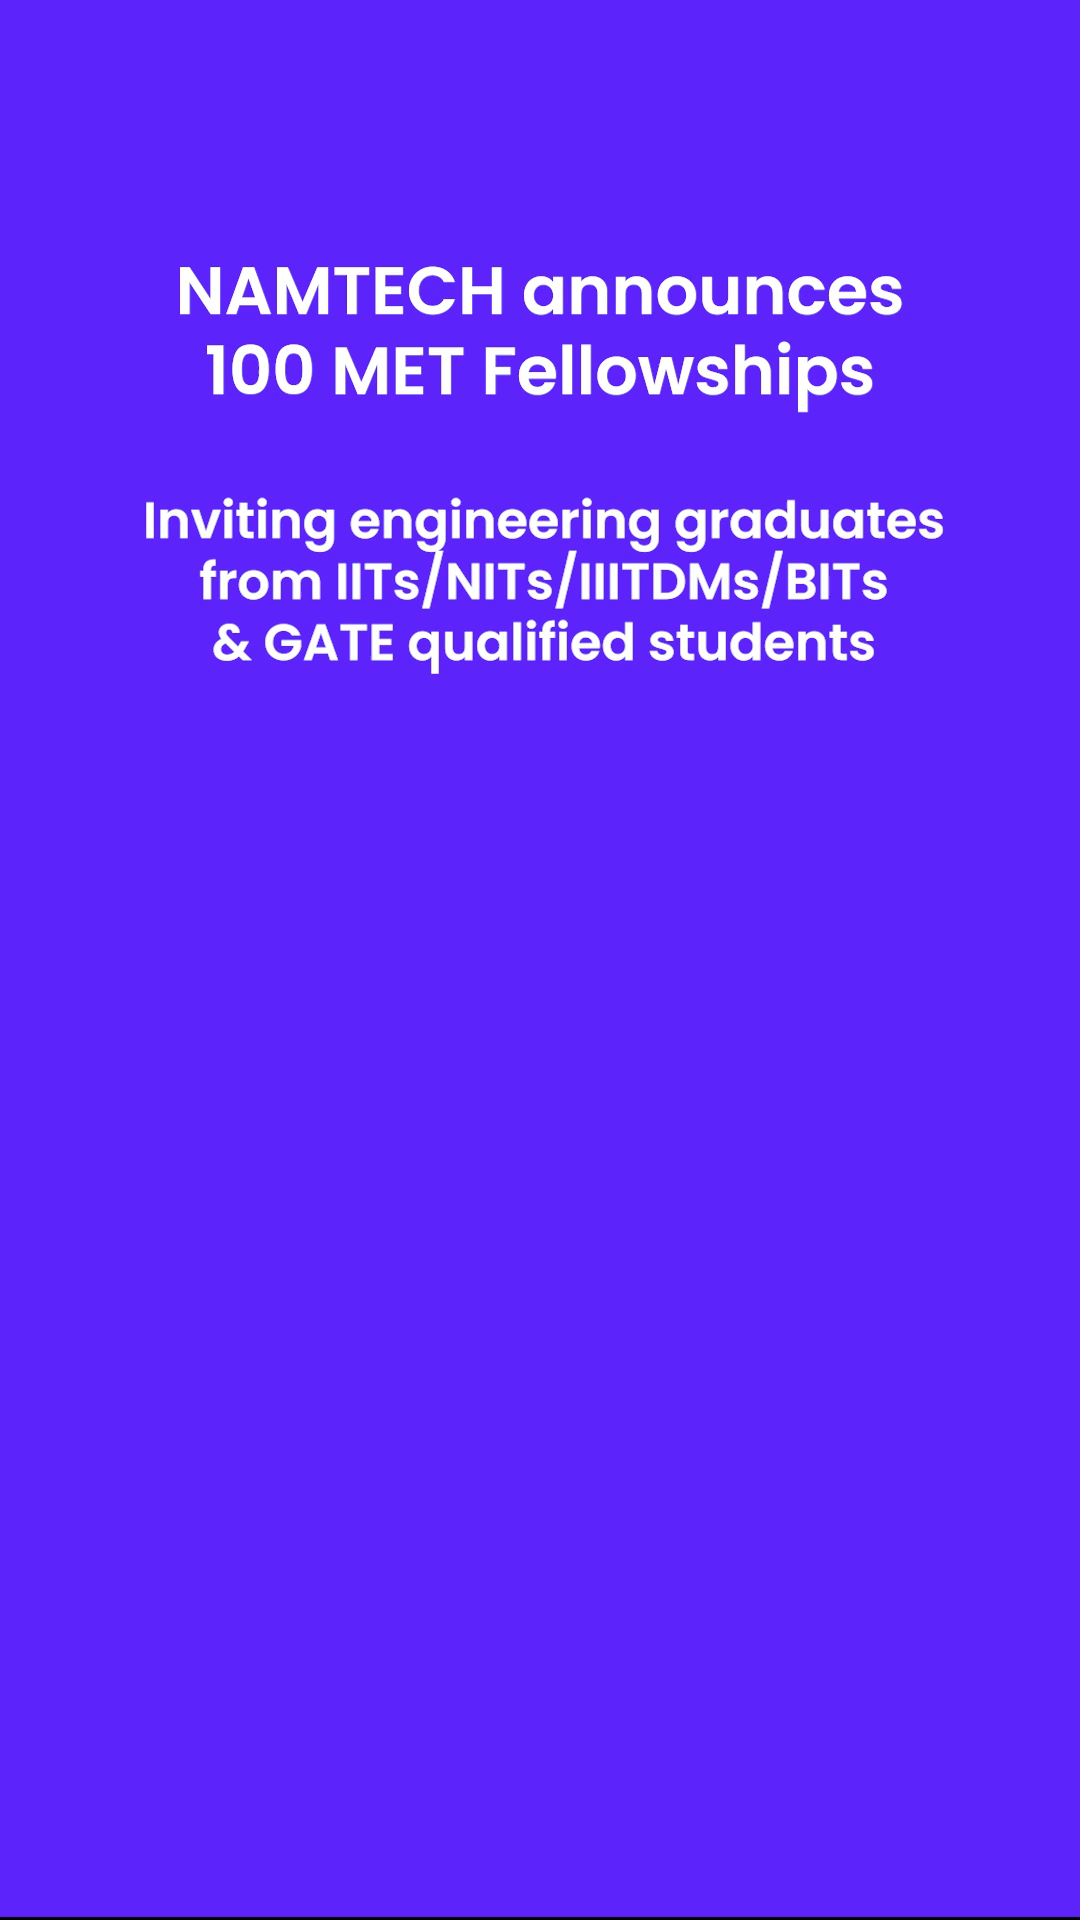 NAMTECH announces
100 MET Fellowships
Inviting engineering graduates
from IITs/NITs/IIITDMs/BITs
& GATE qualified students